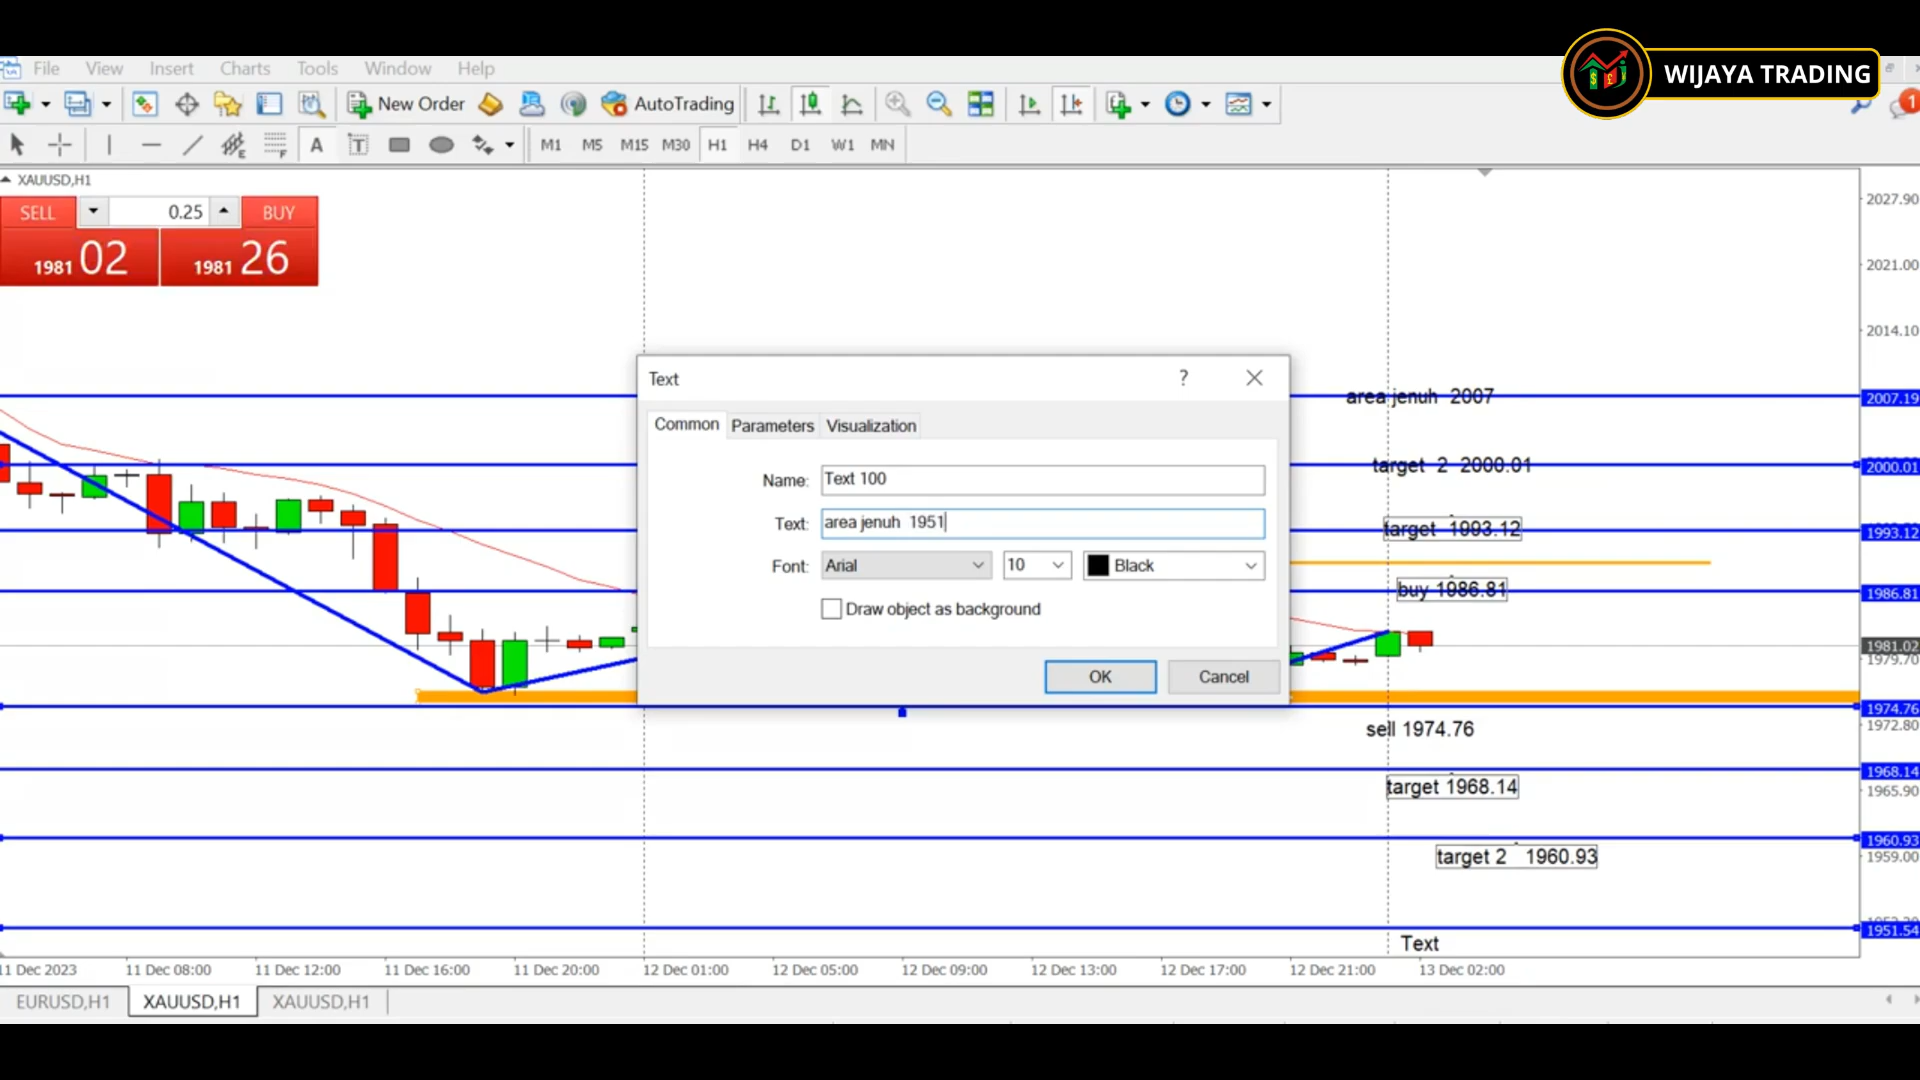 WIJAYA TRADING
File View Insert Charts Tools Window Help
New Order AutoTrading 1
A T M1 M5 M15 M30 H1 H4 D1 W1 MN
XAUUSD,H1
SELL 0.25 BUY
1981 02 1981 26
2027.90
2021.00
2014.10
Text ?
area jenuh 2007
2007.19
Common Parameters Visualization
target 2 2000.01
2000.01
Name: Text 100
Text: area jenuh 1951
target 1993.12
1993.12
Font: Arial 10 Black
buy 1986.81
1986.81
Draw object as background
1981.02
1979.70
OK Cancel
1974.76
sell 1974.76
1972.80
1968.14
target 1968.14
1965.90
1960.93
target 2 1960.93
1959.00
1951.54
Text
11 Dec 2023 11 Dec 08:00 11 Dec 12:00 11 Dec 16:00 11 Dec 20:00 12 Dec 01:00 12 Dec 05:00 12 Dec 09:00 12 Dec 13:00 12 Dec 17:00 12 Dec 21:00 13 Dec 02:00
EURUSD,H1 XAUUSD,H1 XAUUSD,H1